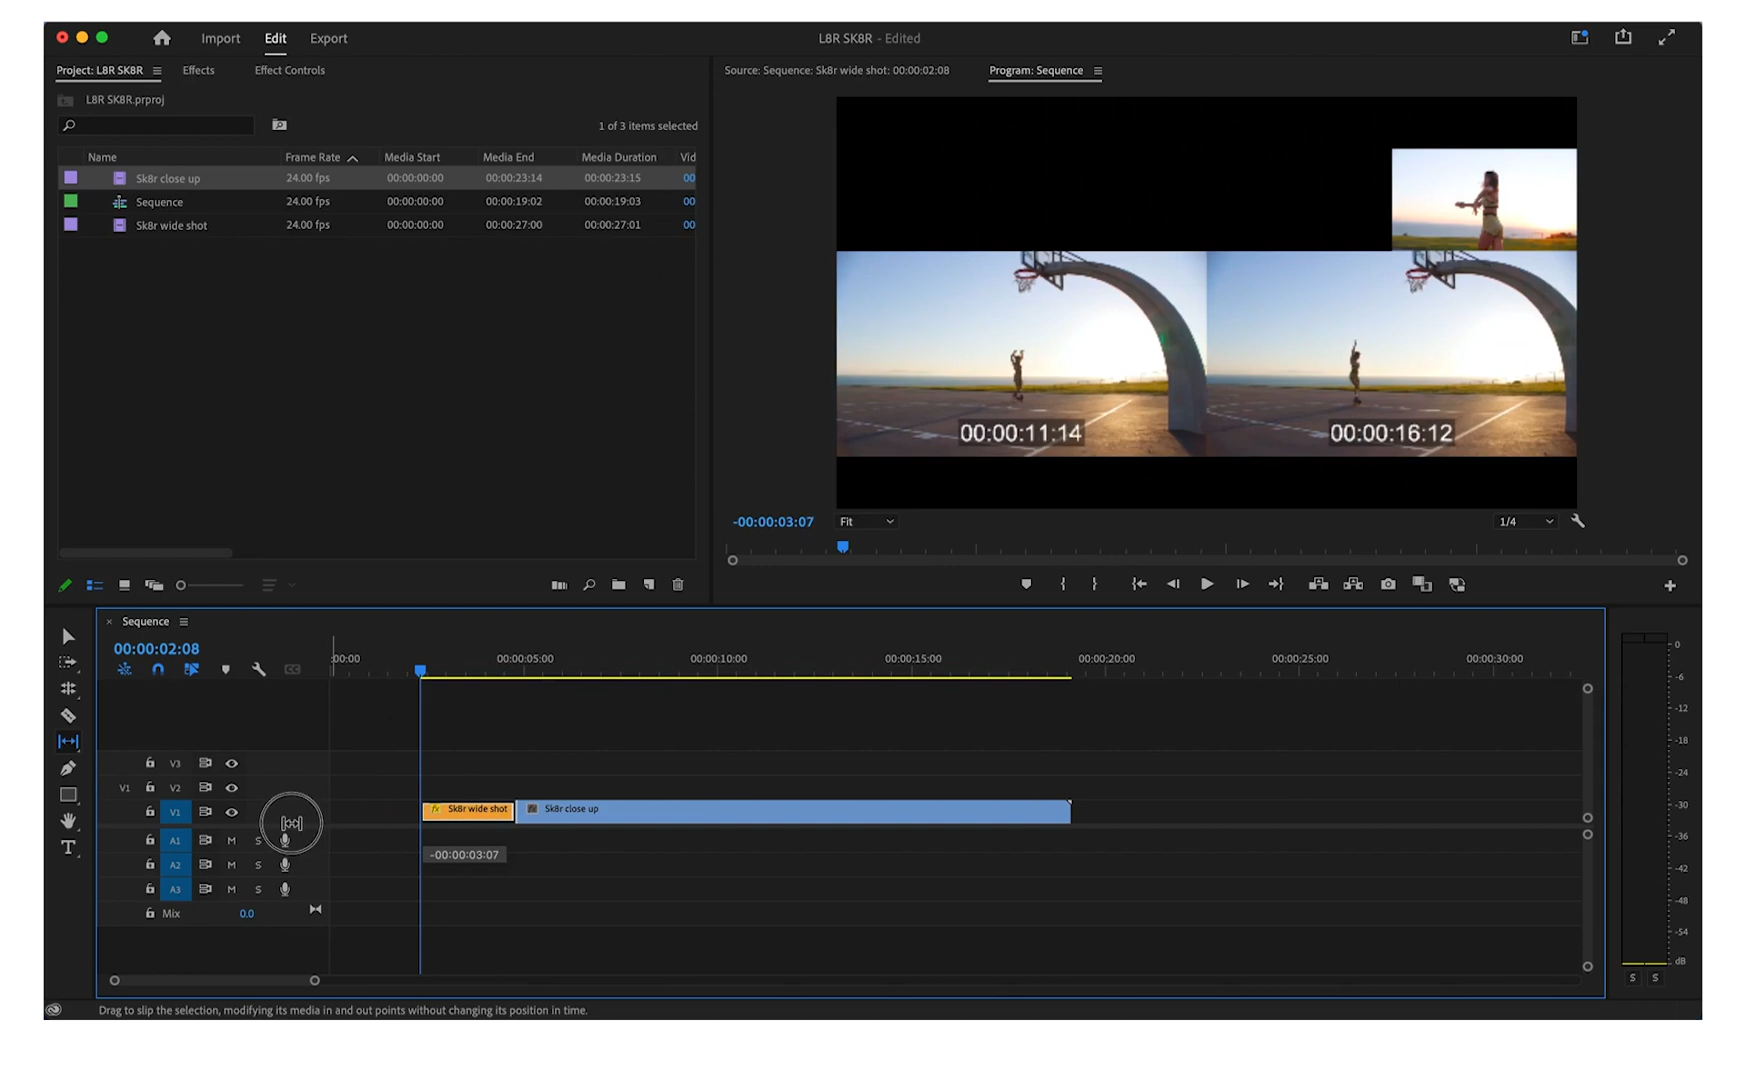 Import Edit Export L8R SK8R - Edited
Project: L8R SK8R Effects Effect Controls
Source: Sequence: Sk8r wide shot: 00:00:02:08 Program: Sequence
L8R SK8R.prproj
1 of 3 items selected
Name Frame Rate Media Start Media End Media Duration Vid
Sk8r close up 24.00 fps 00:00:00:00 00:00:23:14 00:00:23:15 00
Sequence 24.00 fps 00:00:00:00 00:00:19:02 00:00:19:03 00
Sk8r wide shot 24.00 fps 00:00:00:00 00:00:27:00 00:00:27:01 00
00:00:11:14 00:00:16:12
-00:00:03:07 Fit 1/4
Sequence
00:00:02:08
:00:00 00:00:05:00 00:00:10:00 00:00:15:00 00:00:20:00 00:00:25:00 00:00:30:00
V3
V1 V2
V1 fx Sk8r wide shot fx Sk8r close up
A1 M S
-00:00:03:07
A2 M S
A3 M S
Mix 0.0
T
0
-6
-12
-18
-24
-30
-36
-42
-48
-54
dB
S S
Drag to slip the selection, modifying its media in and out points without changing its position in time.